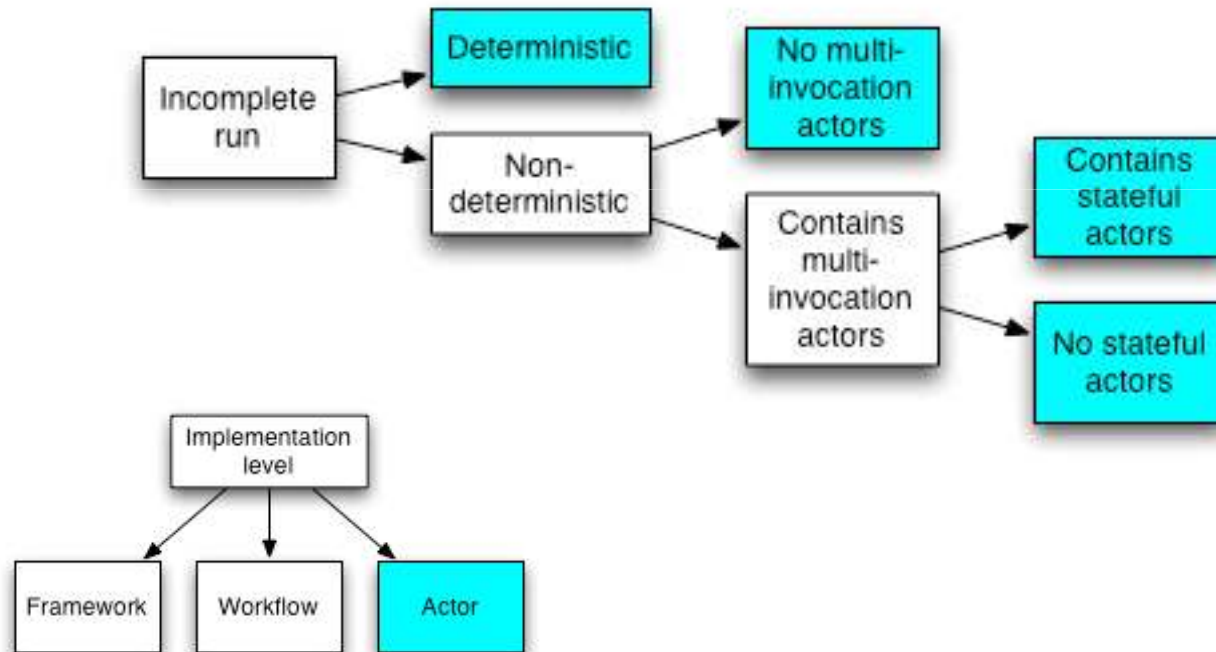 Deterministic
Incomplete
run
Non-
deterministic
No multi-
invocation
actors
Contains
multi-
invocation
actors
Contains
stateful
actors
No stateful
actors
Implementation
level
Framework
Workflow
Actor